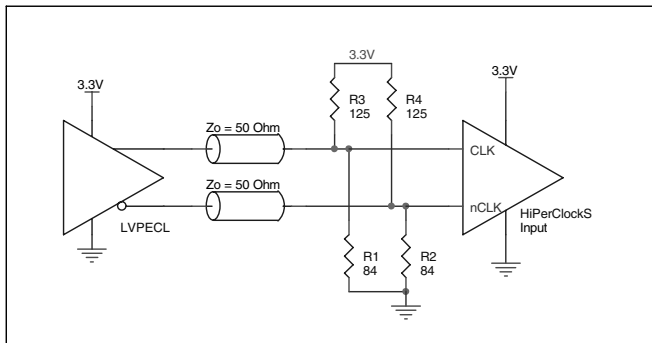 3.3V
3.3V
3.3V
R3
125
R4
125
Zo = 50 Ohm
CLK
Zo = 50 Ohm
nCLK
HiPerClockS
Input
LVPECL
R1
84
R2
84